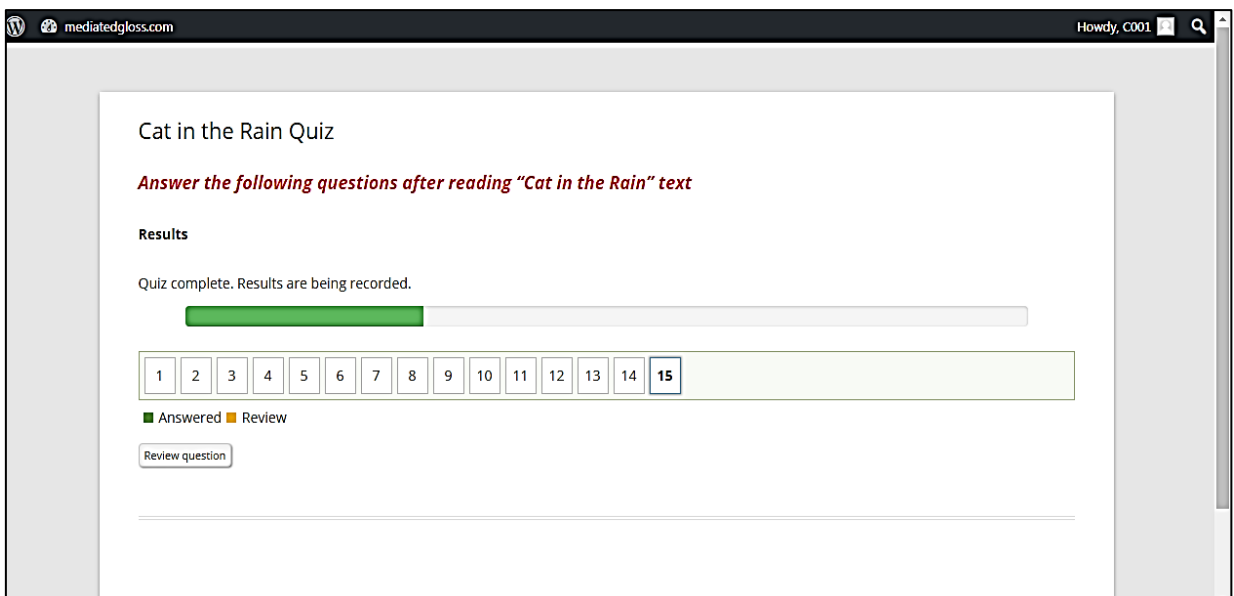 mediatedgloss.com Howdy, C001
Cat in the Rain Quiz
Answer the following questions after reading “Cat in the Rain” text
Results
Quiz complete. Results are being recorded.
1 2 3 4 5 6 7 8 9 10 11 12 13 14 15
Answered Review
Review question